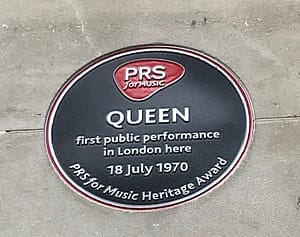 PRS
for MUSIC
QUEEN
first public performance
in London here
18 July 1970
PRS for Music Heritage Award